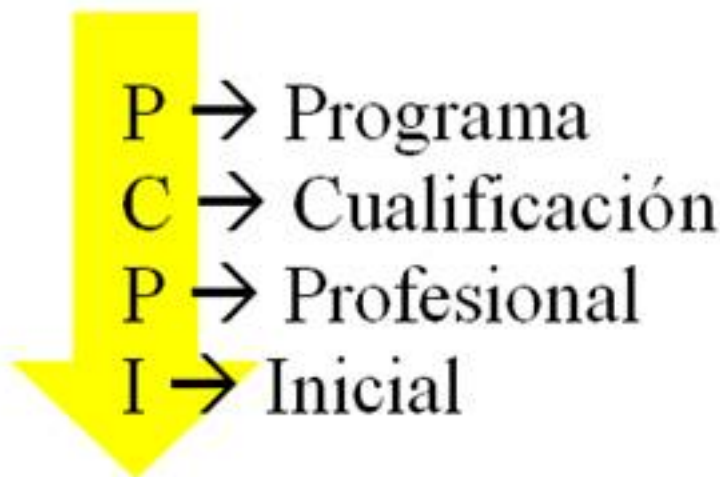 P → Programa
C → Cualificación
P → Profesional
I → Inicial